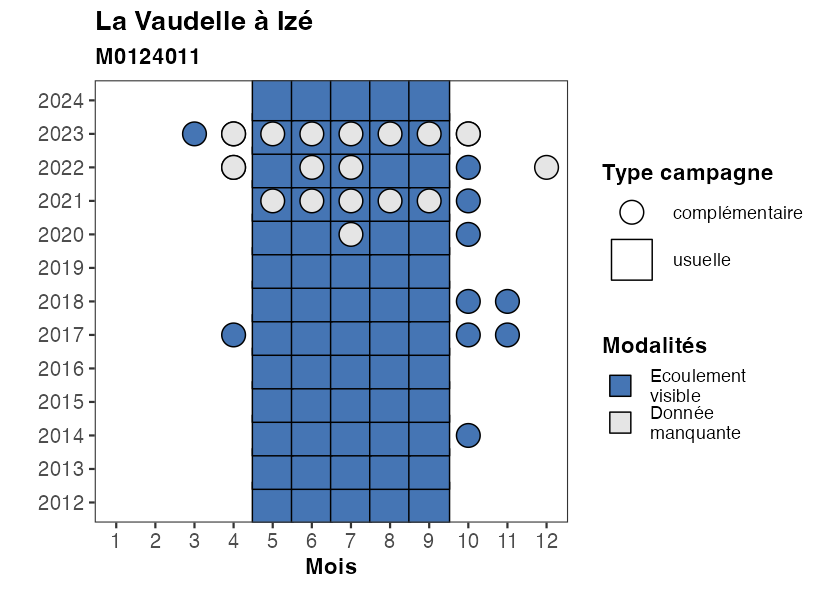 La Vaudelle à Izé
M0124011
2024
2023
2022
2021
2020
2019
2018
2017
2016
2015
2014
2013
2012
1 2 3 4 5 6 7 8 9 10 11 12
Mois
Type campagne
complémentaire
usuelle
Modalités
Ecoulement
visible
Donnée
manquante